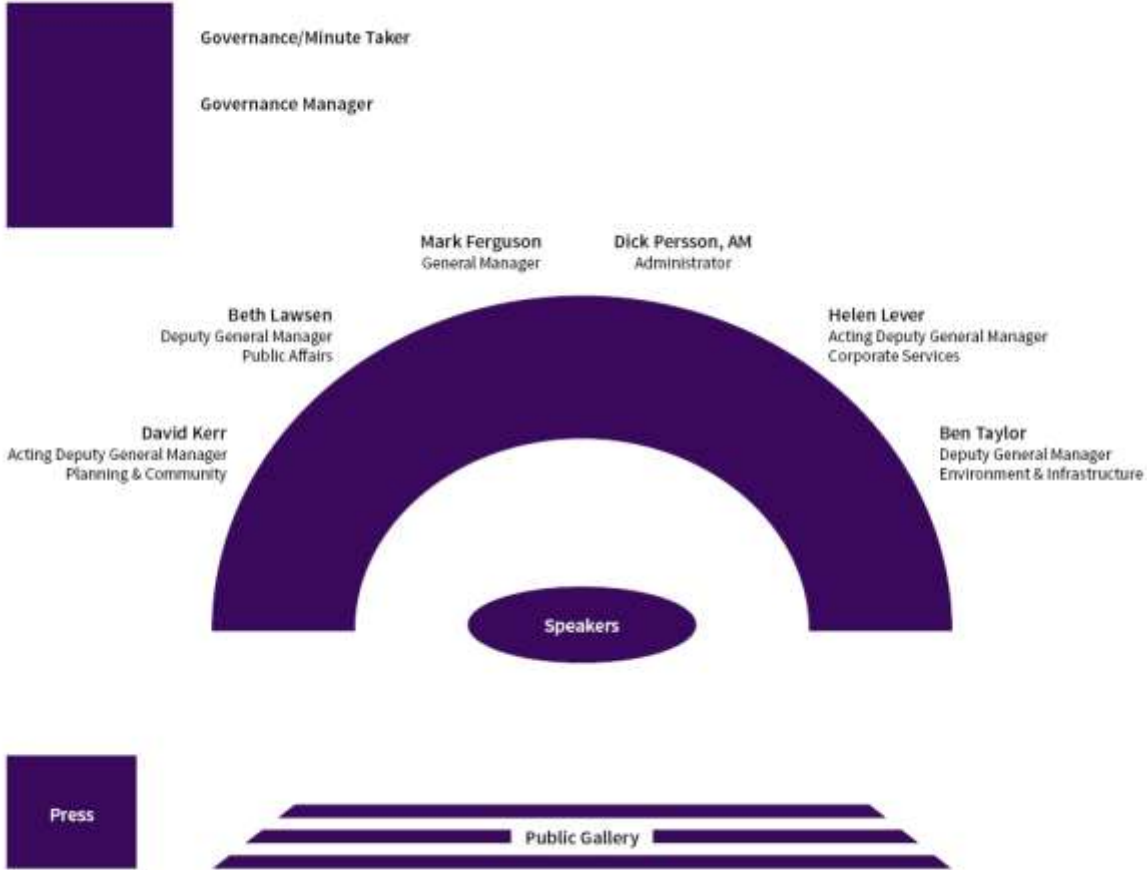 Governance/Minute Taker
Governance Manager
Mark Ferguson
General Manager
Dick Persson, AM
Administrator
Beth Lawsen
Deputy General Manager
Public Affairs
Helen Lever
Acting Deputy General Manager
Corporate Services
David Kerr
Acting Deputy General Manager
Planning & Community
Ben Taylor
Deputy General Manager
Environment & Infrastructure
Speakers
Press
Public Gallery